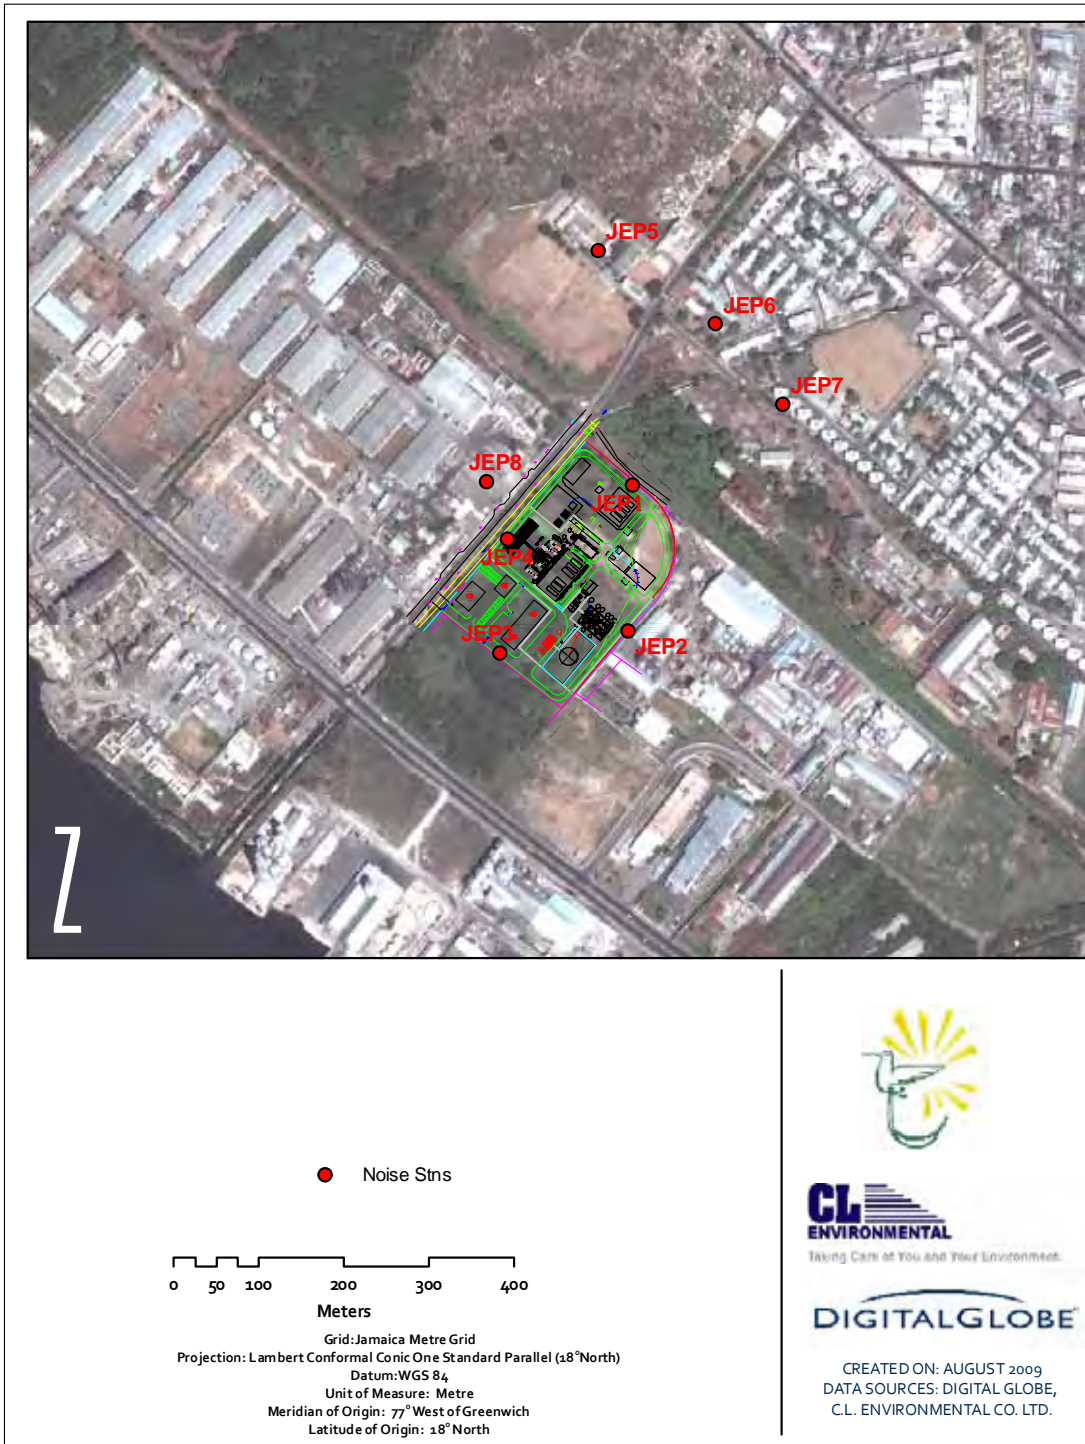 JEP5
JEP6
JEP7
JEP8
JEP1
JEP4
JEP3
JEP2
Noise Stns
0 50 100 200 300 400
Meters
Grid:Jamaica Metre Grid
Projection: Lambert Conformal Conic One Standard Parallel (18°North)
Datum:WGS 84
Unit of Measure: Metre
Meridian of Origin: 77° West of Greenwich
Latitude of Origin: 18° North
CL
ENVIRONMENTAL
Taking Care of You and Your Environment.
DIGITALGLOBE
CREATED ON: AUGUST 2009
DATA SOURCES: DIGITAL GLOBE,
C.L. ENVIRONMENTAL CO. LTD.